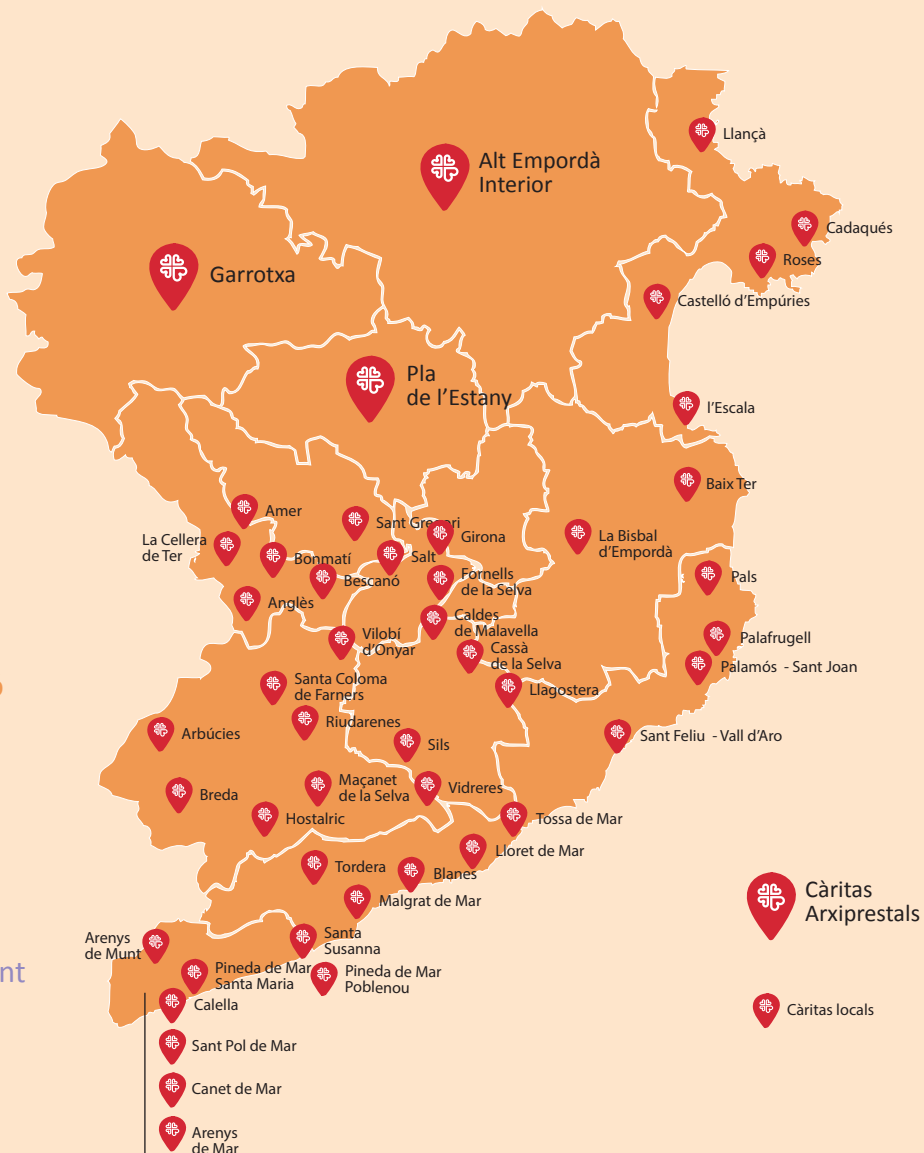 Llançà
Alt Empordà
Interior
Cadaqués
Roses
Garrotxa
Castelló d'Empúries
Pla
de l'Estany
l'Escala
Baix Ter
Amer
Sant Gregori
Girona
La Bisbal
d'Empordà
La Cellera
de Ter
Bonmatí
Salt
Bescanó
Fornells
de la Selva
Pals
Anglès
Caldes
de Malavella
Vilobí
d'Onyar
Palafrugell
Cassà
de la Selva
Palamós - Sant Joan
Santa Coloma
de Farners
Llagostera
Riudarenes
Arbúcies
Sils
Sant Feliu - Vall d'Aro
Breda
Maçanet
de la Selva
Vidreres
Hostalric
Tossa de Mar
Lloret de Mar
Tordera
Blanes
Malgrat de Mar
Càritas
Arxiprestals
Arenys
de Munt
Santa
Susanna
nt
Pineda de Mar
Santa Maria
Pineda de Mar
Poblenou
Calella
Càritas locals
Sant Pol de Mar
Canet de Mar
Arenys
de Mar